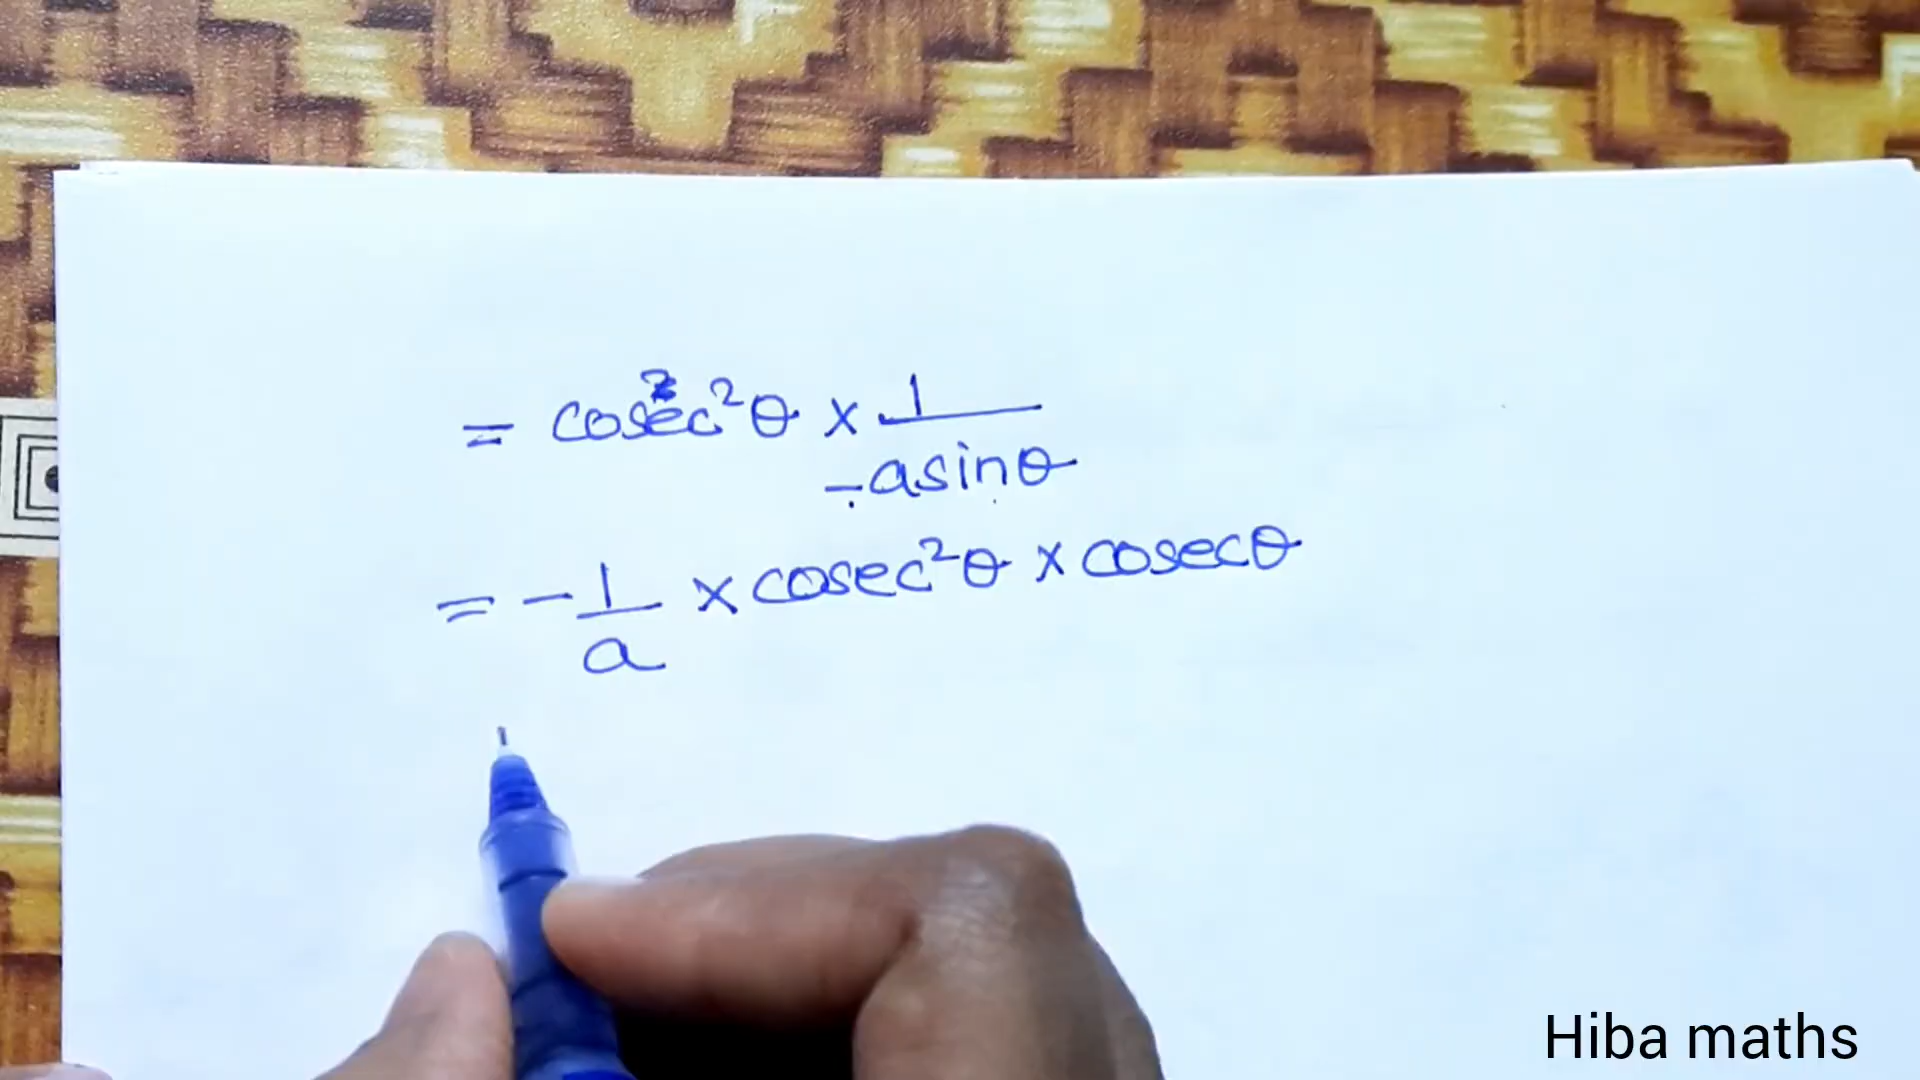 = cosec²θ × 1/-asinθ
= -1/a × cosec²θ × cosecθ
Hiba maths